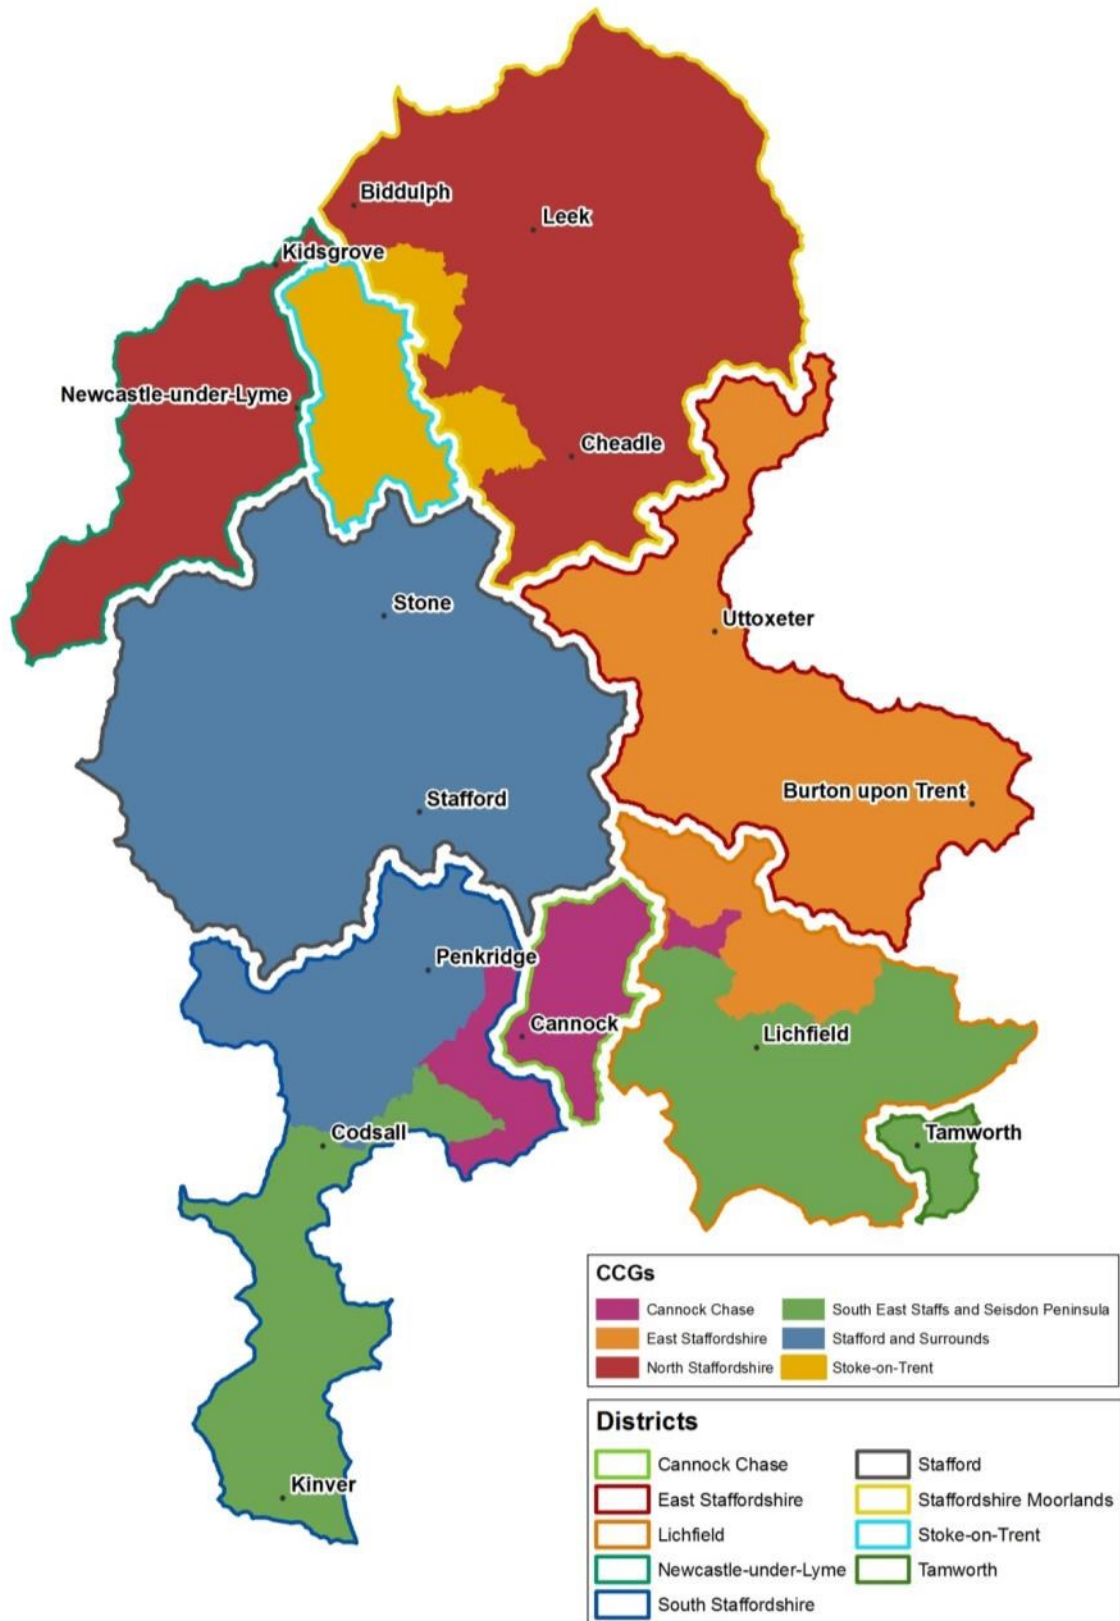 Biddulph
Leek
Kidsgrove
Newcastle-under-Lyme
Cheadle
Stone
Uttoxeter
Stafford
Burton upon Trent
Penkridge
Cannock
Lichfield
Codsall
Tamworth
Kinver
CCGs
Cannock Chase
South East Staffs and Seisdon Peninsula
East Staffordshire
Stafford and Surrounds
North Staffordshire
Stoke-on-Trent
Districts
Cannock Chase
Stafford
East Staffordshire
Staffordshire Moorlands
Lichfield
Stoke-on-Trent
Newcastle-under-Lyme
Tamworth
South Staffordshire